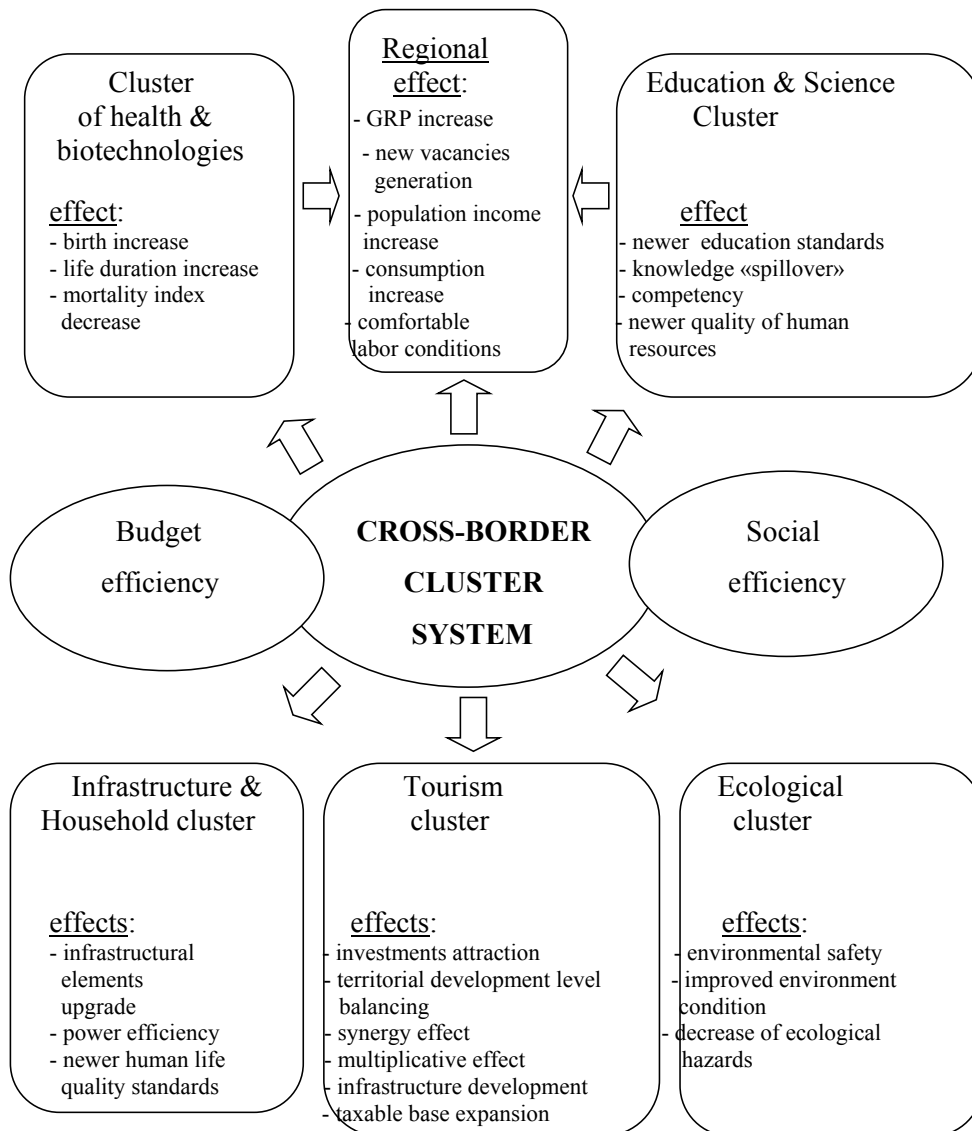 Cluster
of health &
biotechnologies
effect:
- birth increase
- life duration increase
- mortality index
decrease
Regional
effect:
- GRP increase
- new vacancies
generation
- population income
increase
- consumption
increase
- comfortable
labor conditions
Education & Science
Cluster
effect
- newer education standards
- knowledge «spillover»
- competency
- newer quality of human
resources
Budget
efficiency
CROSS-BORDER
CLUSTER
SYSTEM
Social
efficiency
Infrastructure &
Household cluster
effects:
- infrastructural
elements
upgrade
- power efficiency
- newer human life
quality standards
Tourism
cluster
effects:
- investments attraction
- territorial development level
balancing
- synergy effect
- multiplicative effect
- infrastructure development
- taxable base expansion
Ecological
cluster
effects:
- environmental safety
- improved environment
condition
- decrease of ecological
hazards